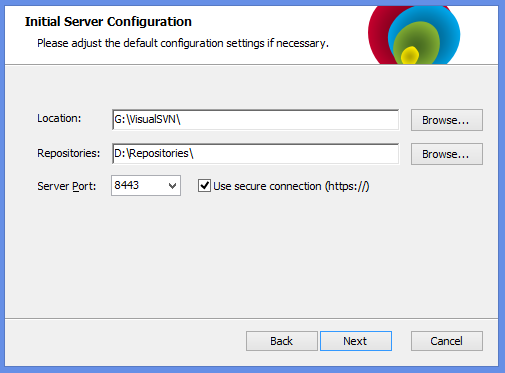 Initial Server Configuration
Please adjust the default configuration settings if necessary.
Location: G:\VisualSVN\ Browse...
Repositories: D:\Repositories\ Browse...
Server Port: 8443 Use secure connection (https://)
Back Next Cancel